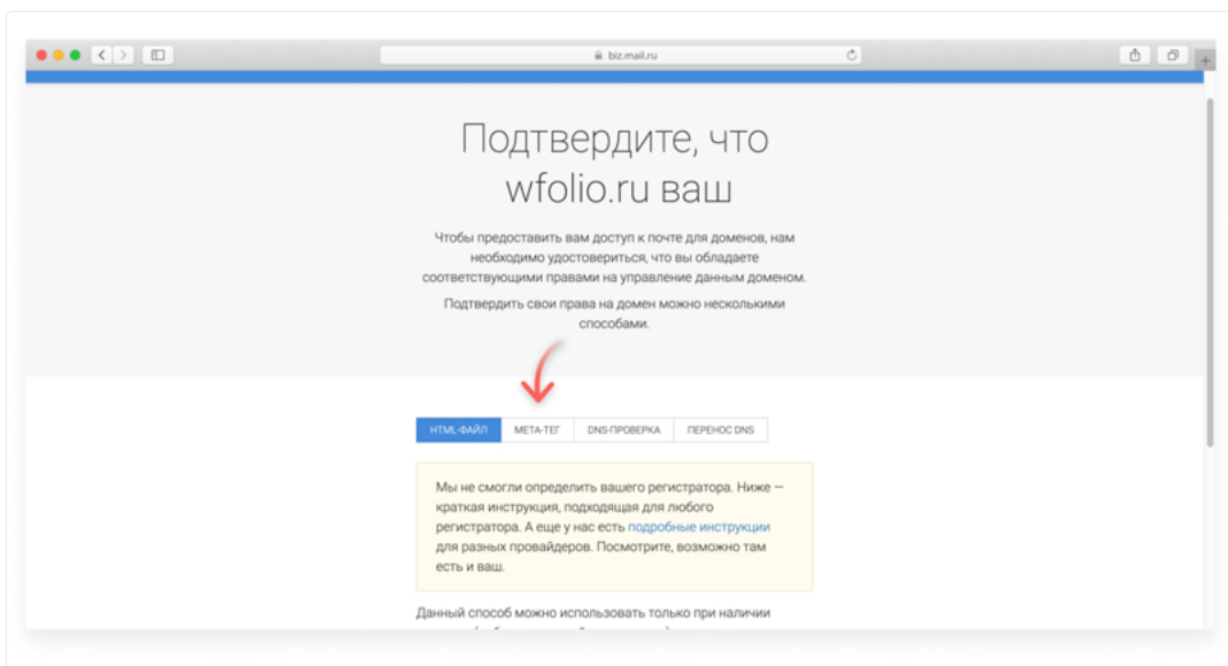 biz.mail.ru
Подтвердите, что
wfolio.ru ваш
Чтобы предоставить вам доступ к почте для доменов, нам
необходимо удостовериться, что вы обладаете
соответствующими правами на управление данным доменом.
Подтвердить свои права на домен можно несколькими
способами.
HTML-ФАЙЛ МЕТА-ТЕГ DNS-ПРОВЕРКА ПЕРЕНОС DNS
Мы не смогли определить вашего регистратора. Ниже —
краткая инструкция, подходящая для любого
регистратора. А еще у нас есть подробные инструкции
для разных провайдеров. Посмотрите, возможно там
есть и ваш.
Данный способ можно использовать только при наличии